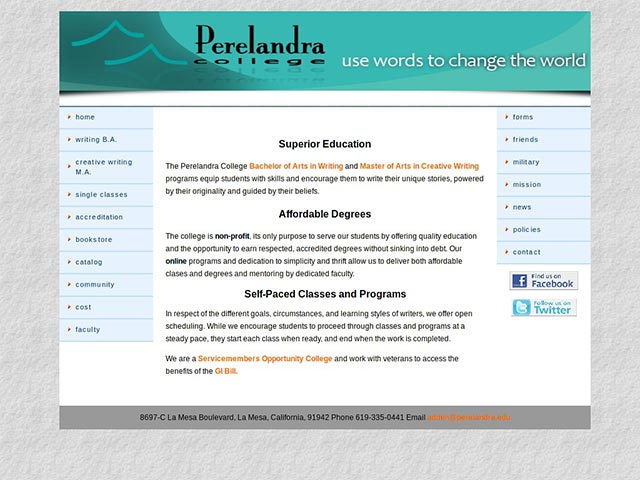 Perelandra
college
use words to change the world
home
writing B.A.
creative writing
M.A.
single classes
accreditation
bookstore
catalog
community
cost
faculty
Superior Education
The Perelandra College Bachelor of Arts in Writing and Master of Arts in Creative Writing
programs equip students with skills and encourage them to write their unique stories, powered
by their originality and guided by their beliefs.
Affordable Degrees
The college is non-profit, its only purpose to serve our students by offering quality education
and the opportunity to earn respected, accredited degrees without sinking into debt. Our
online programs and dedication to simplicity and thrift allow us to deliver both affordable
clases and degrees and mentoring by dedicated faculty.
Self-Paced Classes and Programs
In respect of the different goals, circumstances, and learning styles of writers, we offer open
scheduling. While we encourage students to proceed through classes and programs at a
steady pace, they start each class when ready, and end when the work is completed.
We are a Servicemembers Opportunity College and work with veterans to access the
benefits of the GI Bill.
forms
friends
military
mission
news
policies
contact
Find us on
Facebook
Follow us on
Twitter
8697-C La Mesa Boulevard, La Mesa, California, 91942 Phone 619-335-0441 Email